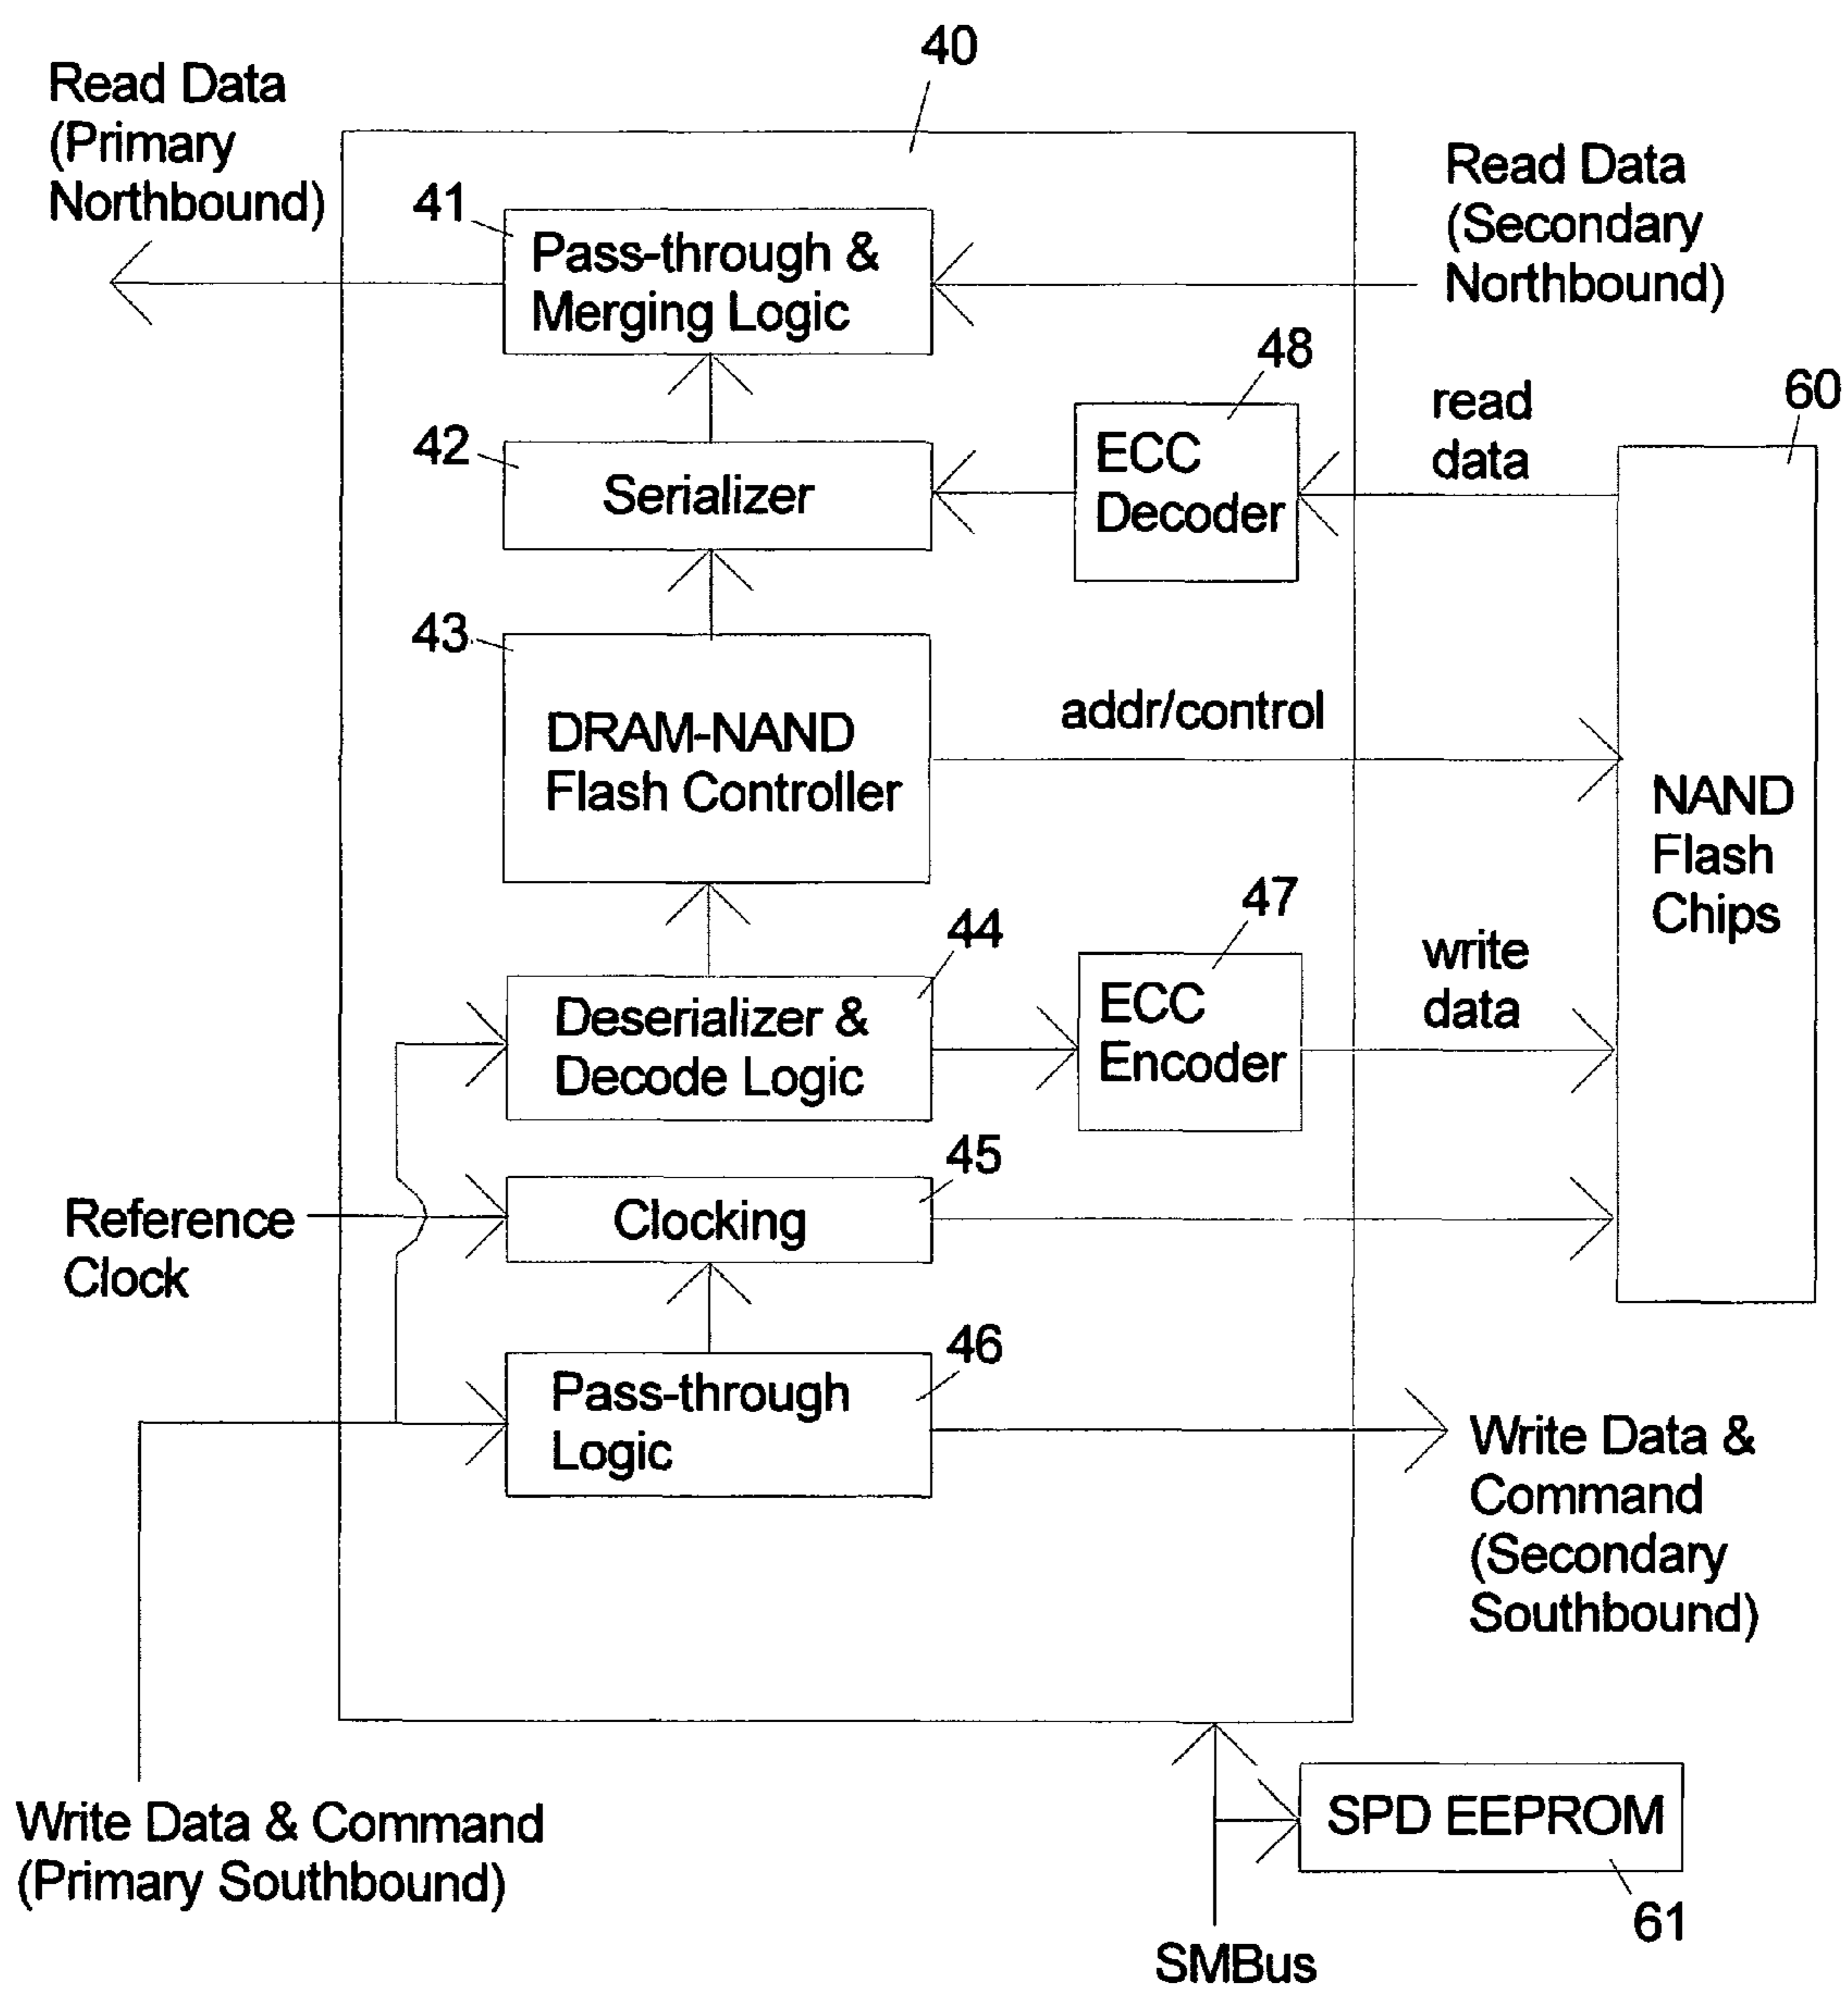 40
Read Data
(Primary
Northbound)
Read Data
(Secondary
Northbound)
41
Pass-through &
Merging Logic
48
ECC
Decoder
read
data
60
42
Serializer
43
DRAM-NAND
Flash Controller
addr/control
NAND
Flash
Chips
44
Deserializer &
Decode Logic
47
ECC
Encoder
write
data
45
Clocking
Reference
Clock
46
Pass-through
Logic
Write Data &
Command
(Secondary
Southbound)
Write Data & Command
(Primary Southbound)
SPD EEPROM
61
SMBus